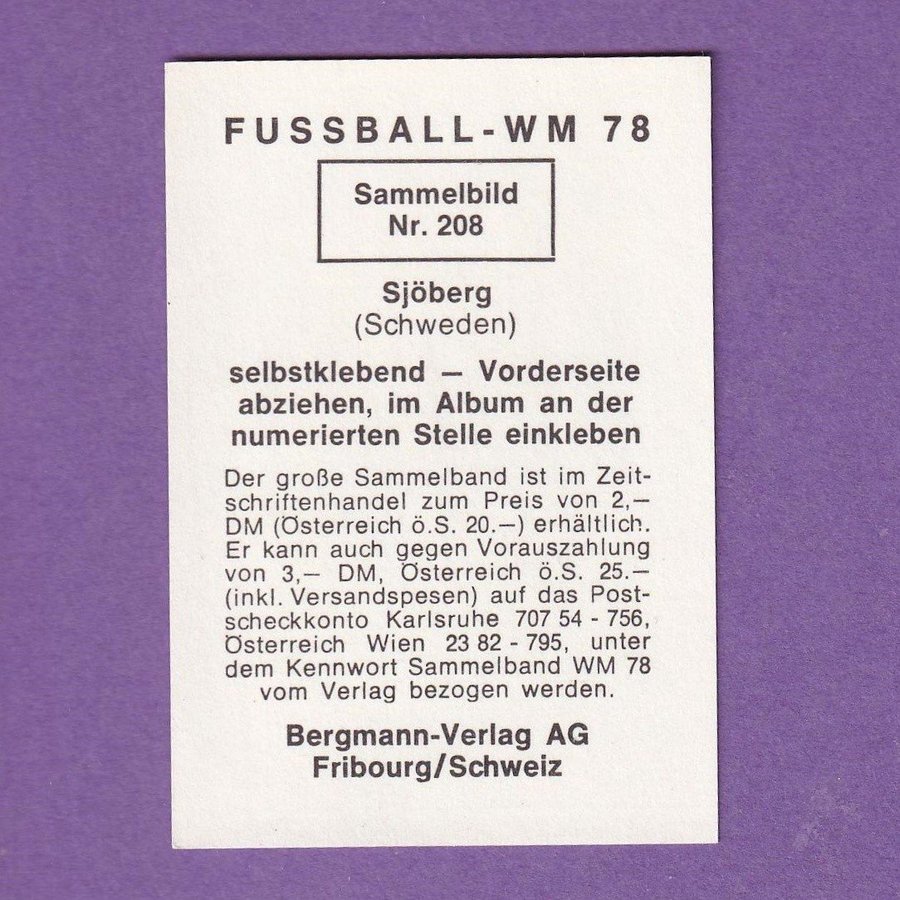 FUSSBALL-WM 78
Sammelbild
Nr. 208
Sjöberg
(Schweden)
selbstklebend – Vorderseite
abziehen, im Album an der
numerierten Stelle einkleben
Der große Sammelband ist im Zeit-
schriftenhandel zum Preis von 2,–
DM (Österreich ö.S. 20.–) erhältlich.
Er kann auch gegen Vorauszahlung
von 3,– DM, Österreich ö.S. 25.–
(inkl. Versandspesen) auf das Post-
scheckkonto Karlsruhe 707 54 - 756,
Österreich Wien 23 82 - 795, unter
dem Kennwort Sammelband WM 78
vom Verlag bezogen werden.
Bergmann-Verlag AG
Fribourg/Schweiz